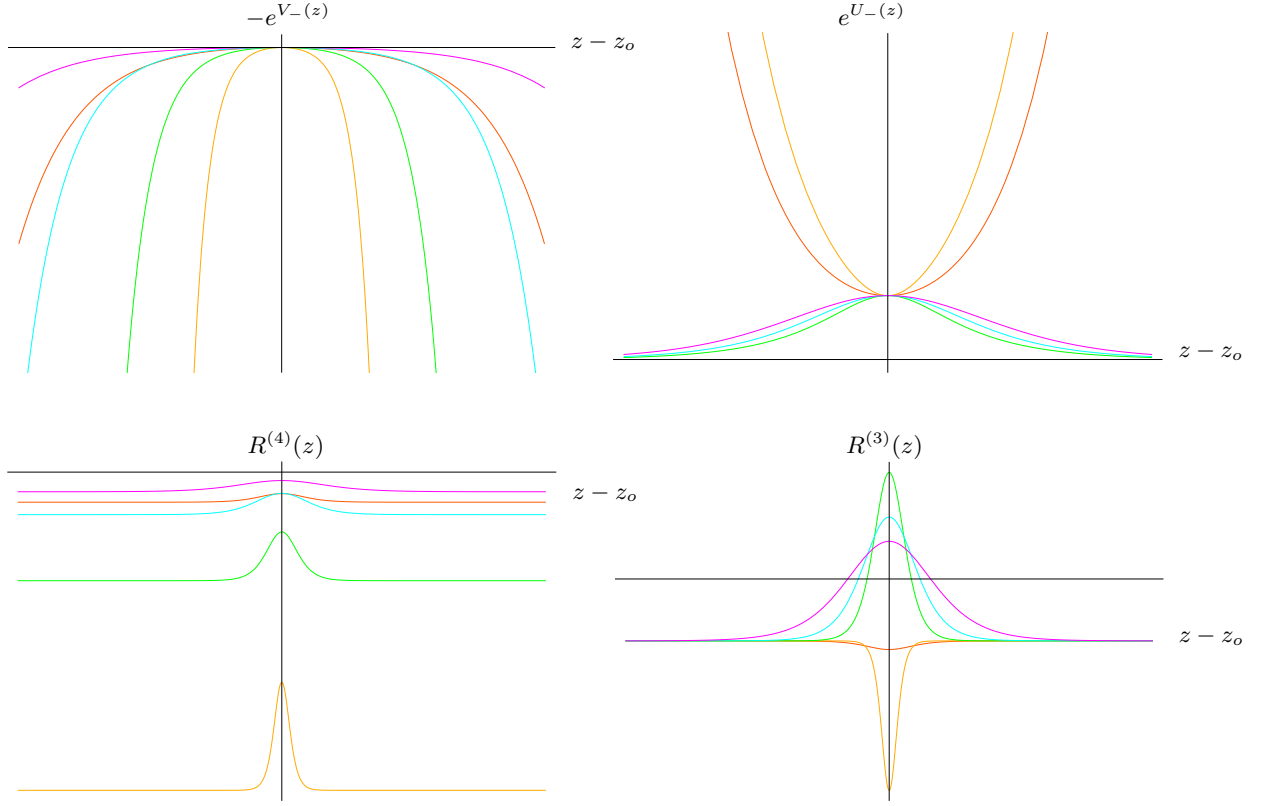 −e^{V_−(z)}
z − z_o
e^{U_−(z)}
z − z_o
R^{(4)}(z)
z − z_o
R^{(3)}(z)
z − z_o